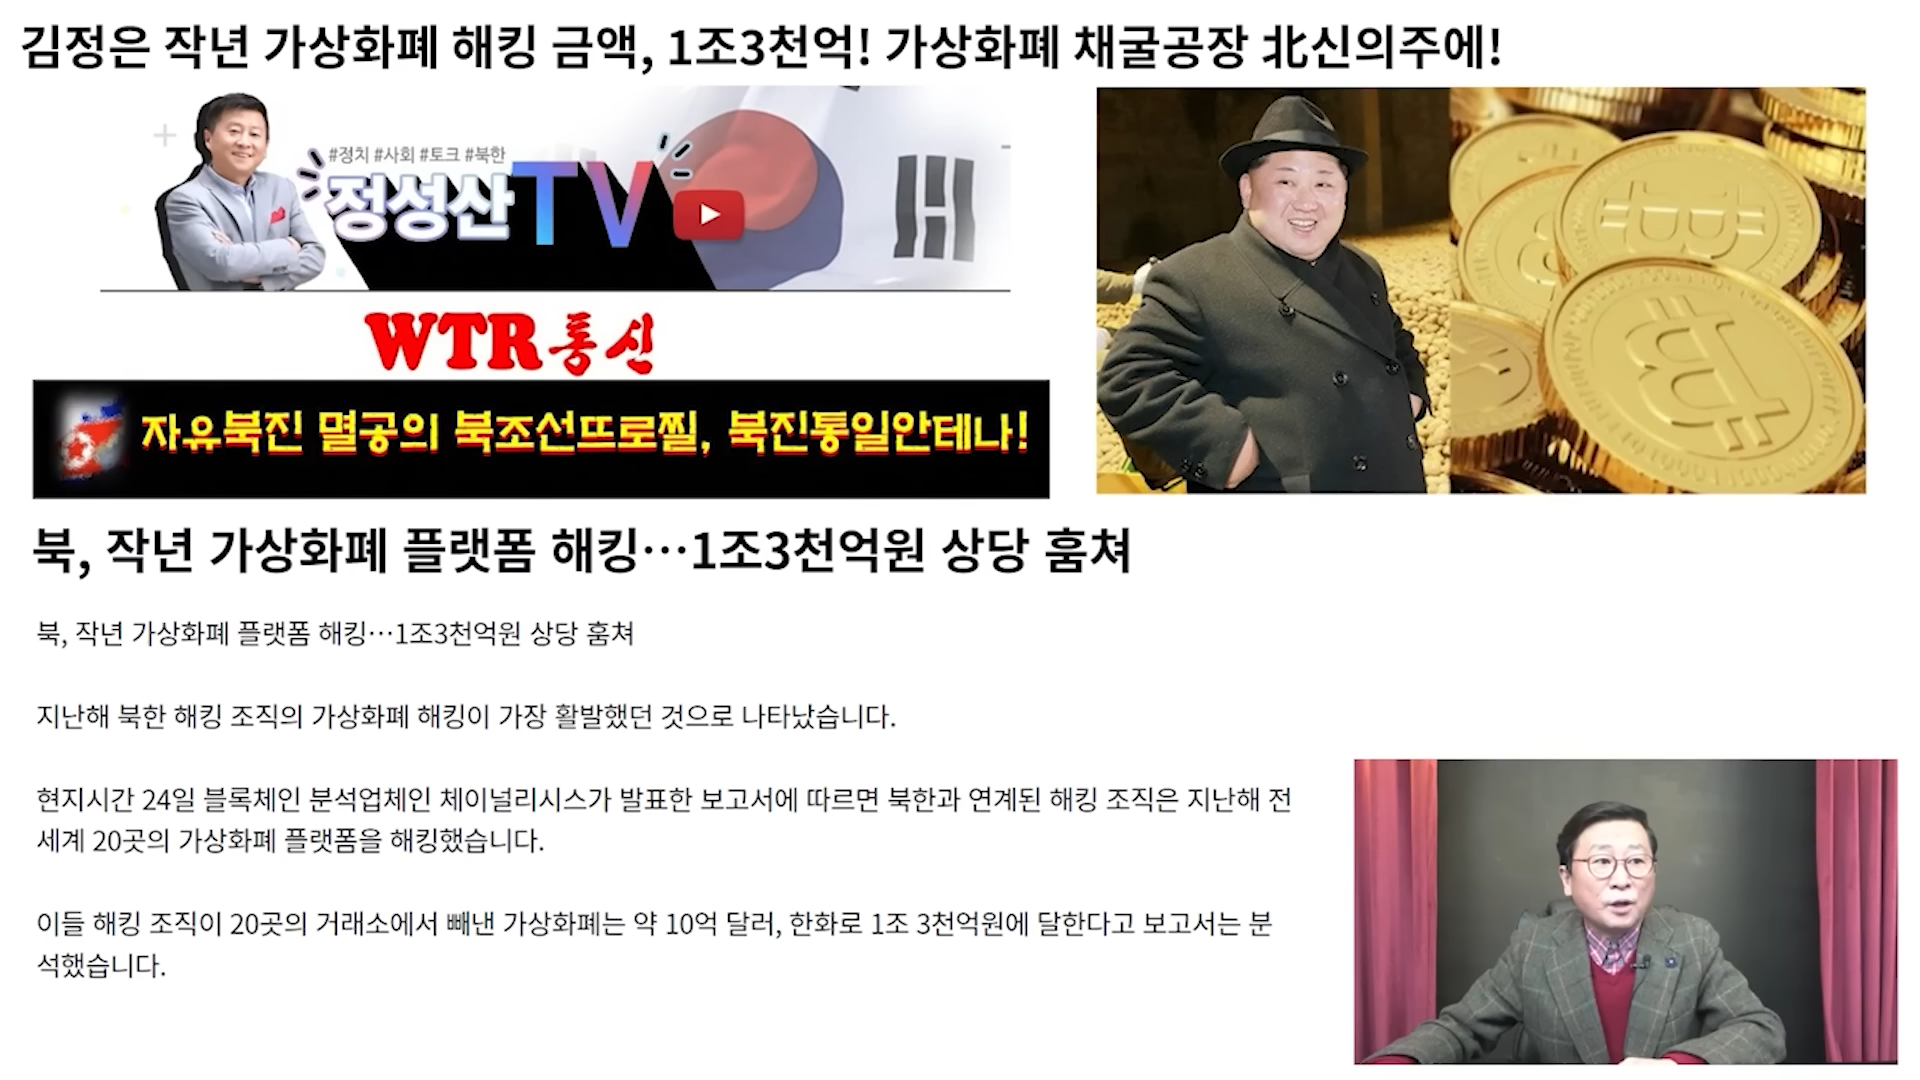 김정은 작년 가상화폐 해킹 금액, 1조3천억! 가상화폐 채굴공장 北신의주에!
#정치 #사회 #토크 #북한
정성산TV
WTR통신
자유북진 멸공의 북조선뜨로찔, 북진통일안테나!
북, 작년 가상화폐 플랫폼 해킹…1조3천억원 상당 훔쳐
북, 작년 가상화폐 플랫폼 해킹…1조3천억원 상당 훔쳐
지난해 북한 해킹 조직의 가상화폐 해킹이 가장 활발했던 것으로 나타났습니다.
현지시간 24일 블록체인 분석업체인 체이널리시스가 발표한 보고서에 따르면 북한과 연계된 해킹 조직은 지난해 전
세계 20곳의 가상화폐 플랫폼을 해킹했습니다.
이들 해킹 조직이 20곳의 거래소에서 빼낸 가상화폐는 약 10억 달러, 한화로 1조 3천억원에 달한다고 보고서는 분
석했습니다.